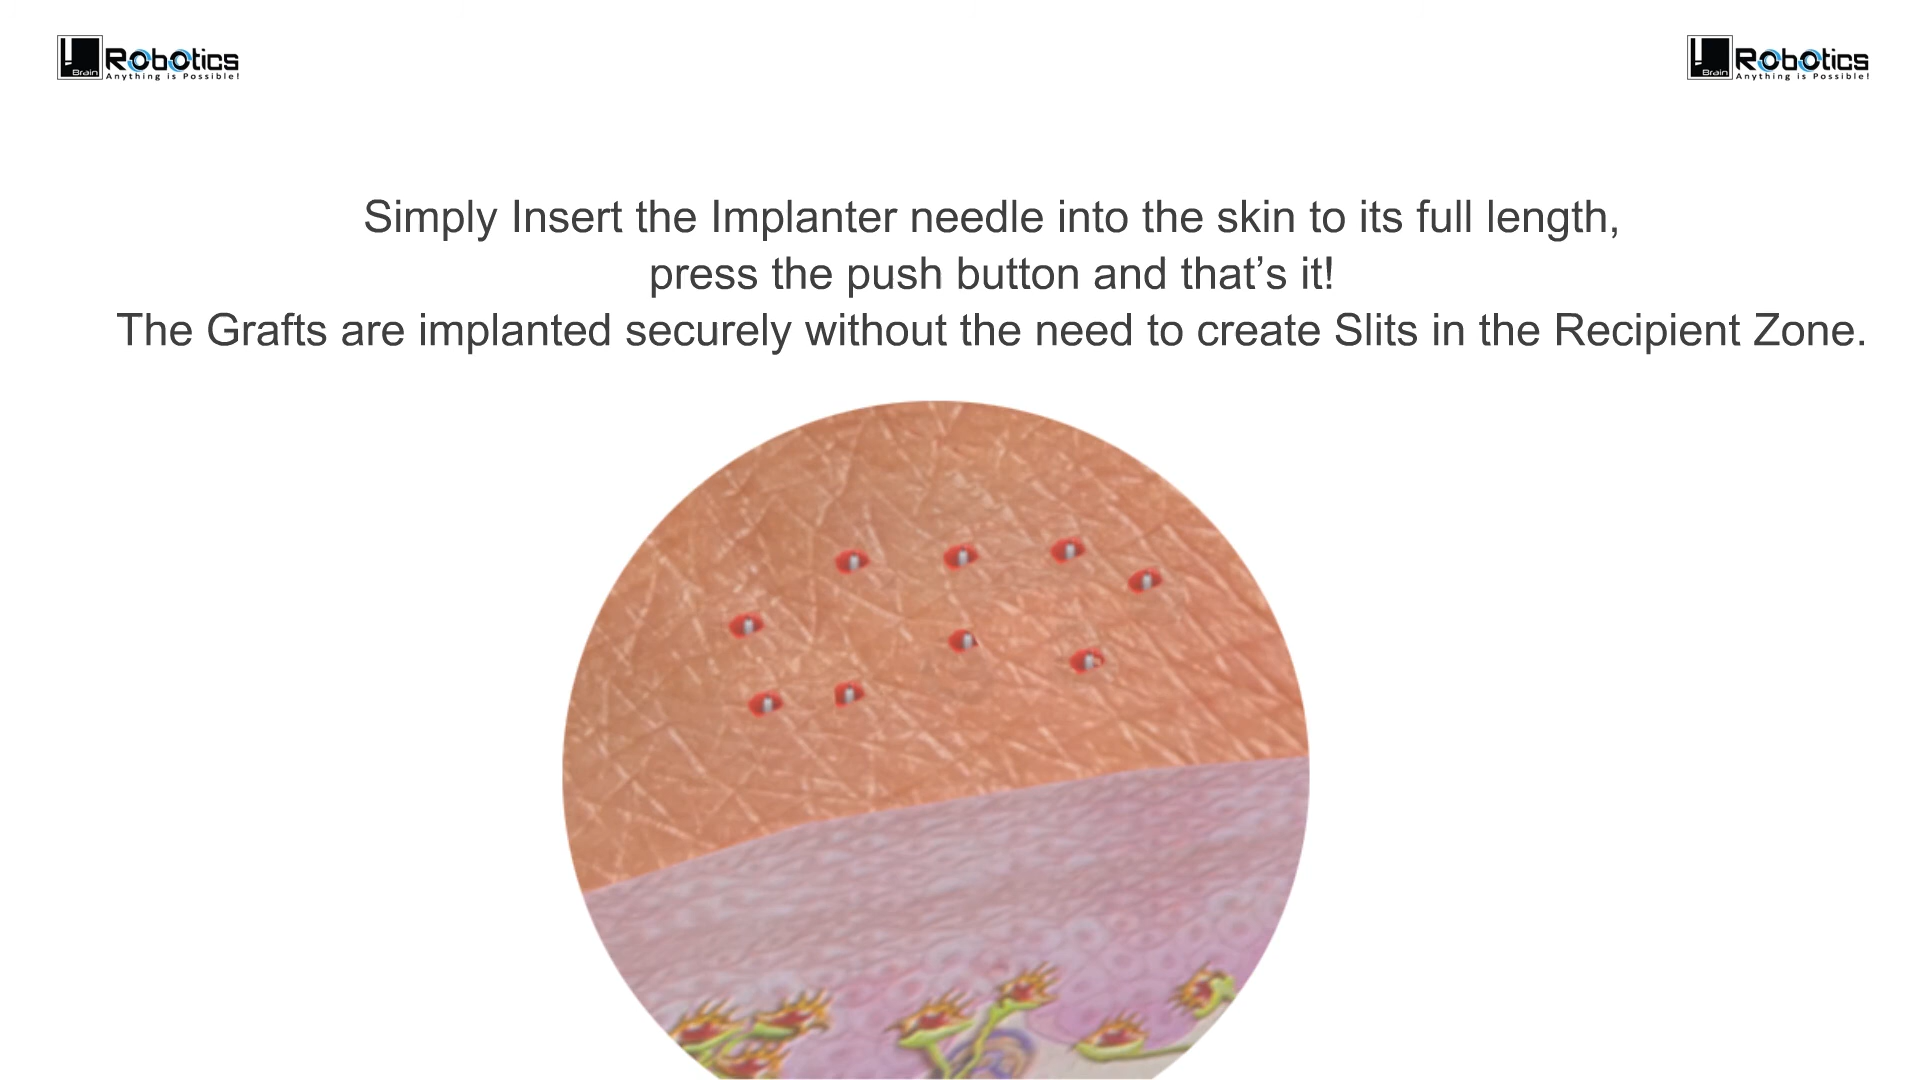 Brain Robotics
Anything is Possible!
Brain Robotics
Anything is Possible!
Simply Insert the Implanter needle into the skin to its full length,
press the push button and that’s it!
The Grafts are implanted securely without the need to create Slits in the Recipient Zone.